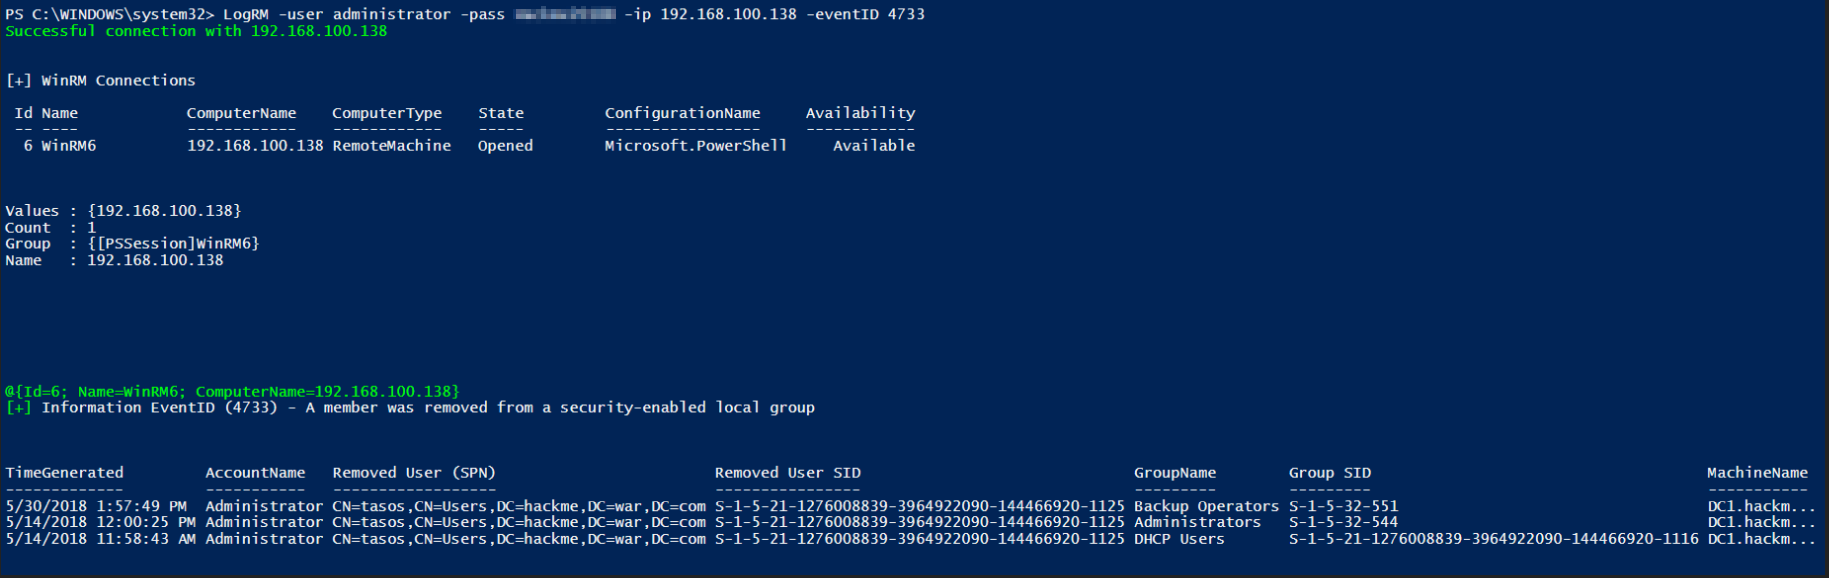 PS C:\WINDOWS\system32> LogRM -user administrator -pass -ip 192.168.100.138 -eventID 4733
Successful connection with 192.168.100.138
[+] WinRM Connections
Id Name ComputerName ComputerType State ConfigurationName Availability
-- ---- ------------ ------------ ----- ----------------- ------------
6 WinRM6 192.168.100.138 RemoteMachine Opened Microsoft.PowerShell Available
Values : {192.168.100.138}
Count : 1
Group : {[PSSession]WinRM6}
Name : 192.168.100.138
@{Id=6; Name=WinRM6; ComputerName=192.168.100.138}
[+] Information EventID (4733) - A member was removed from a security-enabled local group
TimeGenerated AccountName Removed User (SPN) Removed User SID GroupName Group SID MachineName
------------- ----------- ------------------ ---------------- --------- --------- -----------
5/30/2018 1:57:49 PM Administrator CN=tasos,CN=Users,DC=hackme,DC=war,DC=com S-1-5-21-1276008839-3964922090-144466920-1125 Backup Operators S-1-5-32-551 DC1.hackm...
5/14/2018 12:00:25 PM Administrator CN=tasos,CN=Users,DC=hackme,DC=war,DC=com S-1-5-21-1276008839-3964922090-144466920-1125 Administrators S-1-5-32-544 DC1.hackm...
5/14/2018 11:58:43 AM Administrator CN=tasos,CN=Users,DC=hackme,DC=war,DC=com S-1-5-21-1276008839-3964922090-144466920-1125 DHCP Users S-1-5-21-1276008839-3964922090-144466920-1116 DC1.hackm...